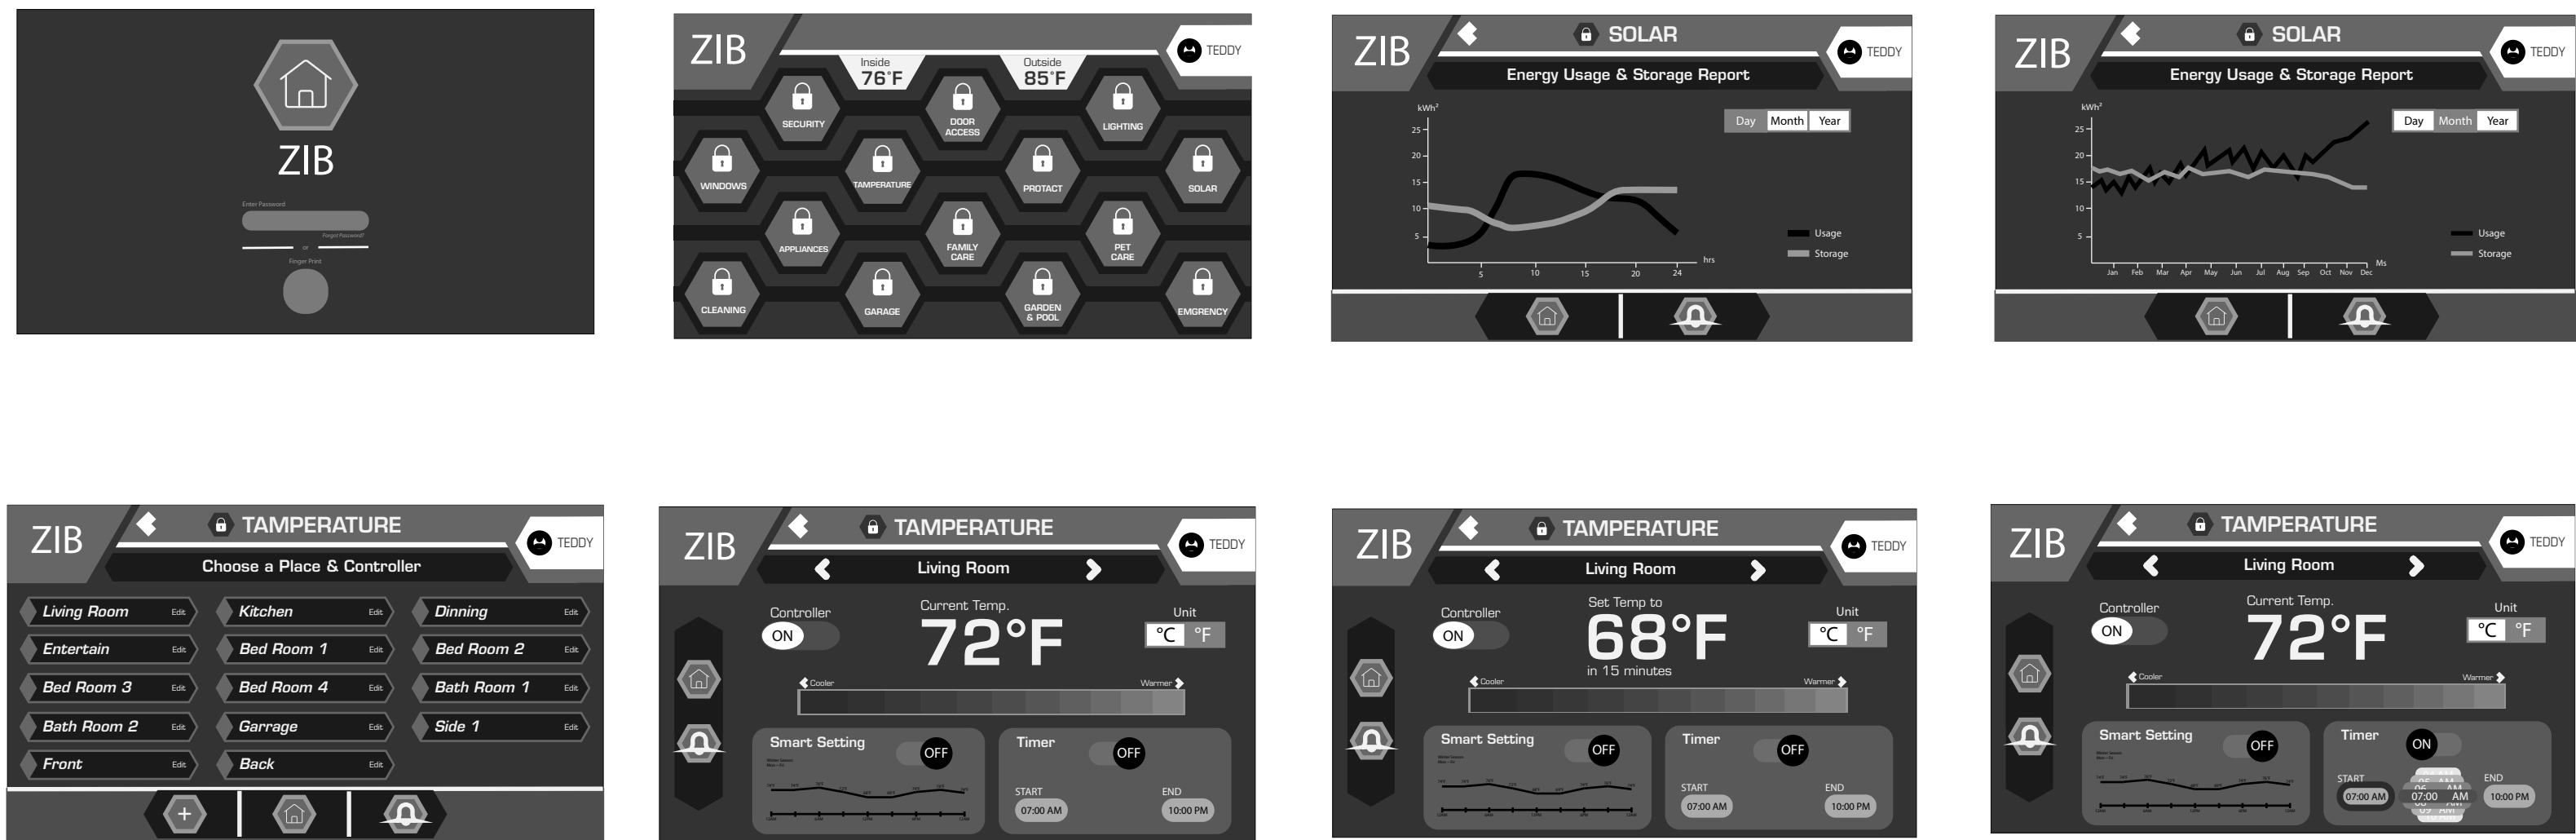 ZIB
Enter Password
Forgot Password?
or
Finger Print
ZIB
TEDDY
Inside
76°F
Outside
85°F
SECURITY
DOOR
ACCESS
LIGHTING
WINDOWS
TAMPERATURE
PROTACT
SOLAR
APPLIANCES
FAMILY
CARE
PET
CARE
CLEANING
GARAGE
GARDEN
& POOL
EMGRENCY
ZIB
SOLAR
TEDDY
Energy Usage & Storage Report
kWh²
Day Month Year
25
20
15
10
5
Usage
Storage
5 10 15 20 24 hrs
ZIB
SOLAR
TEDDY
Energy Usage & Storage Report
kWh²
Day Month Year
25
20
15
10
5
Usage
Storage
Jan Feb Mar Apr May Jun Jul Aug Sep Oct Nov Dec Ms
ZIB
TAMPERATURE
TEDDY
Choose a Place & Controller
Living Room Edit Kitchen Edit Dinning Edit
Entertain Edit Bed Room 1 Edit Bed Room 2 Edit
Bed Room 3 Edit Bed Room 4 Edit Bath Room 1 Edit
Bath Room 2 Edit Garrage Edit Side 1 Edit
Front Edit Back Edit
ZIB
TAMPERATURE
TEDDY
Living Room
Controller
ON
Current Temp.
72°F
Unit
°C °F
Cooler Warmer
Smart Setting OFF
Timer OFF
START END
07:00 AM 10:00 PM
ZIB
TAMPERATURE
TEDDY
Living Room
Controller
ON
Set Temp to
68°F
in 15 minutes
Unit
°C °F
Cooler Warmer
Smart Setting OFF
Timer OFF
START END
07:00 AM 10:00 PM
ZIB
TAMPERATURE
TEDDY
Living Room
Controller
ON
Current Temp.
72°F
Unit
°C °F
Cooler Warmer
Smart Setting OFF
Timer ON
START END
07:00 AM 07:00 AM 10:00 PM